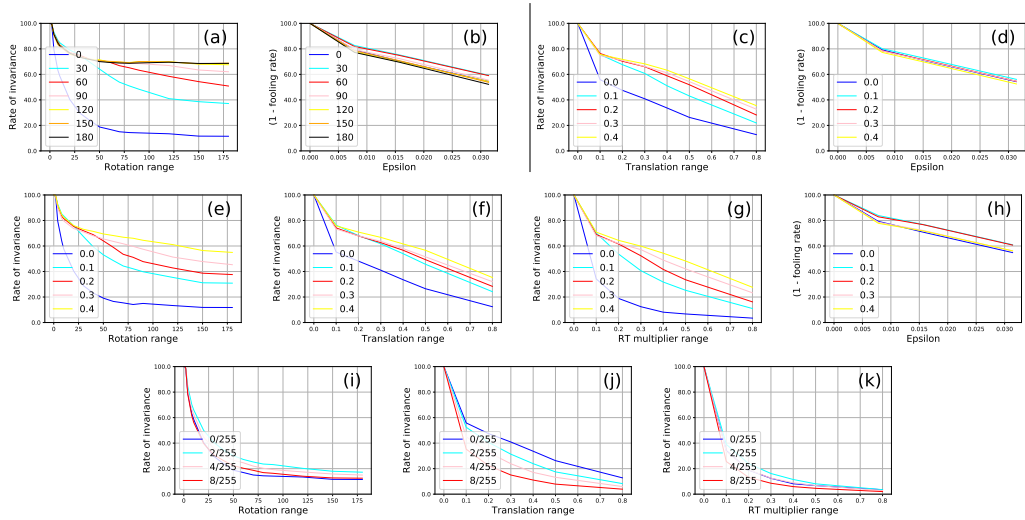 (a)
Rate of invariance
100.0
80.0
60.0
40.0
20.0
0.0
0
30
60
90
120
150
180
0 25 50 75 100 125 150 175
Rotation range
(b)
(1 - fooling rate)
100.0
80.0
60.0
40.0
20.0
0.0
0
30
60
90
120
150
180
0.000 0.005 0.010 0.015 0.020 0.025 0.030
Epsilon
(c)
Rate of invariance
100.0
80.0
60.0
40.0
20.0
0.0
0.0
0.1
0.2
0.3
0.4
0.0 0.1 0.2 0.3 0.4 0.5 0.6 0.7 0.8
Translation range
(d)
(1 - fooling rate)
100.0
80.0
60.0
40.0
20.0
0.0
0.0
0.1
0.2
0.3
0.4
0.000 0.005 0.010 0.015 0.020 0.025 0.030
Epsilon
(e)
Rate of invariance
100.0
80.0
60.0
40.0
20.0
0.0
0.0
0.1
0.2
0.3
0.4
0 25 50 75 100 125 150 175
Rotation range
(f)
Rate of invariance
100.0
80.0
60.0
40.0
20.0
0.0
0.0
0.1
0.2
0.3
0.4
0.0 0.1 0.2 0.3 0.4 0.5 0.6 0.7 0.8
Translation range
(g)
Rate of invariance
100.0
80.0
60.0
40.0
20.0
0.0
0.0
0.1
0.2
0.3
0.4
0.0 0.1 0.2 0.3 0.4 0.5 0.6 0.7 0.8
RT multiplier range
(h)
(1 - fooling rate)
100.0
80.0
60.0
40.0
20.0
0.0
0.0
0.1
0.2
0.3
0.4
0.000 0.005 0.010 0.015 0.020 0.025 0.030
Epsilon
(i)
Rate of invariance
100.0
80.0
60.0
40.0
20.0
0.0
0/255
2/255
4/255
8/255
0 25 50 75 100 125 150 175
Rotation range
(j)
Rate of invariance
100.0
80.0
60.0
40.0
20.0
0.0
0/255
2/255
4/255
8/255
0.0 0.1 0.2 0.3 0.4 0.5 0.6 0.7 0.8
Translation range
(k)
Rate of invariance
100.0
80.0
60.0
40.0
20.0
0.0
0/255
2/255
4/255
8/255
0.0 0.1 0.2 0.3 0.4 0.5 0.6 0.7 0.8
RT multiplier range